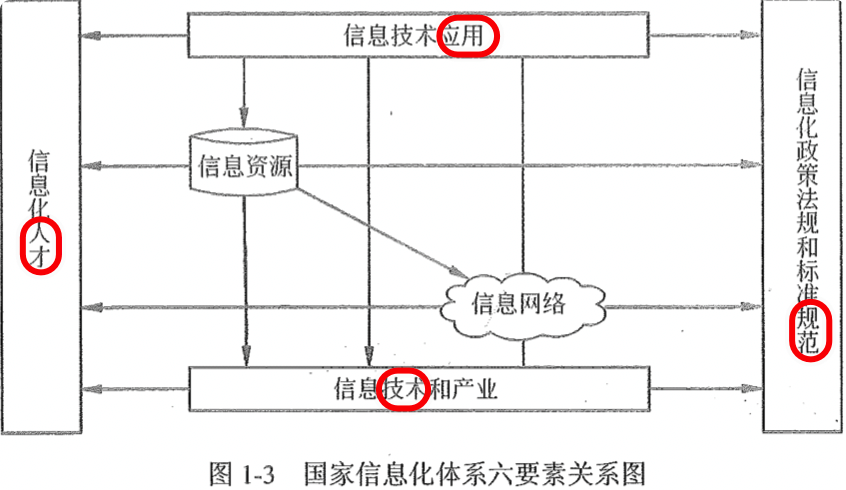 信息技术应用
信息化人才
信息资源
信息化政策法规和标准规范
信息网络
信息技术和产业
图 1-3 国家信息化体系六要素关系图